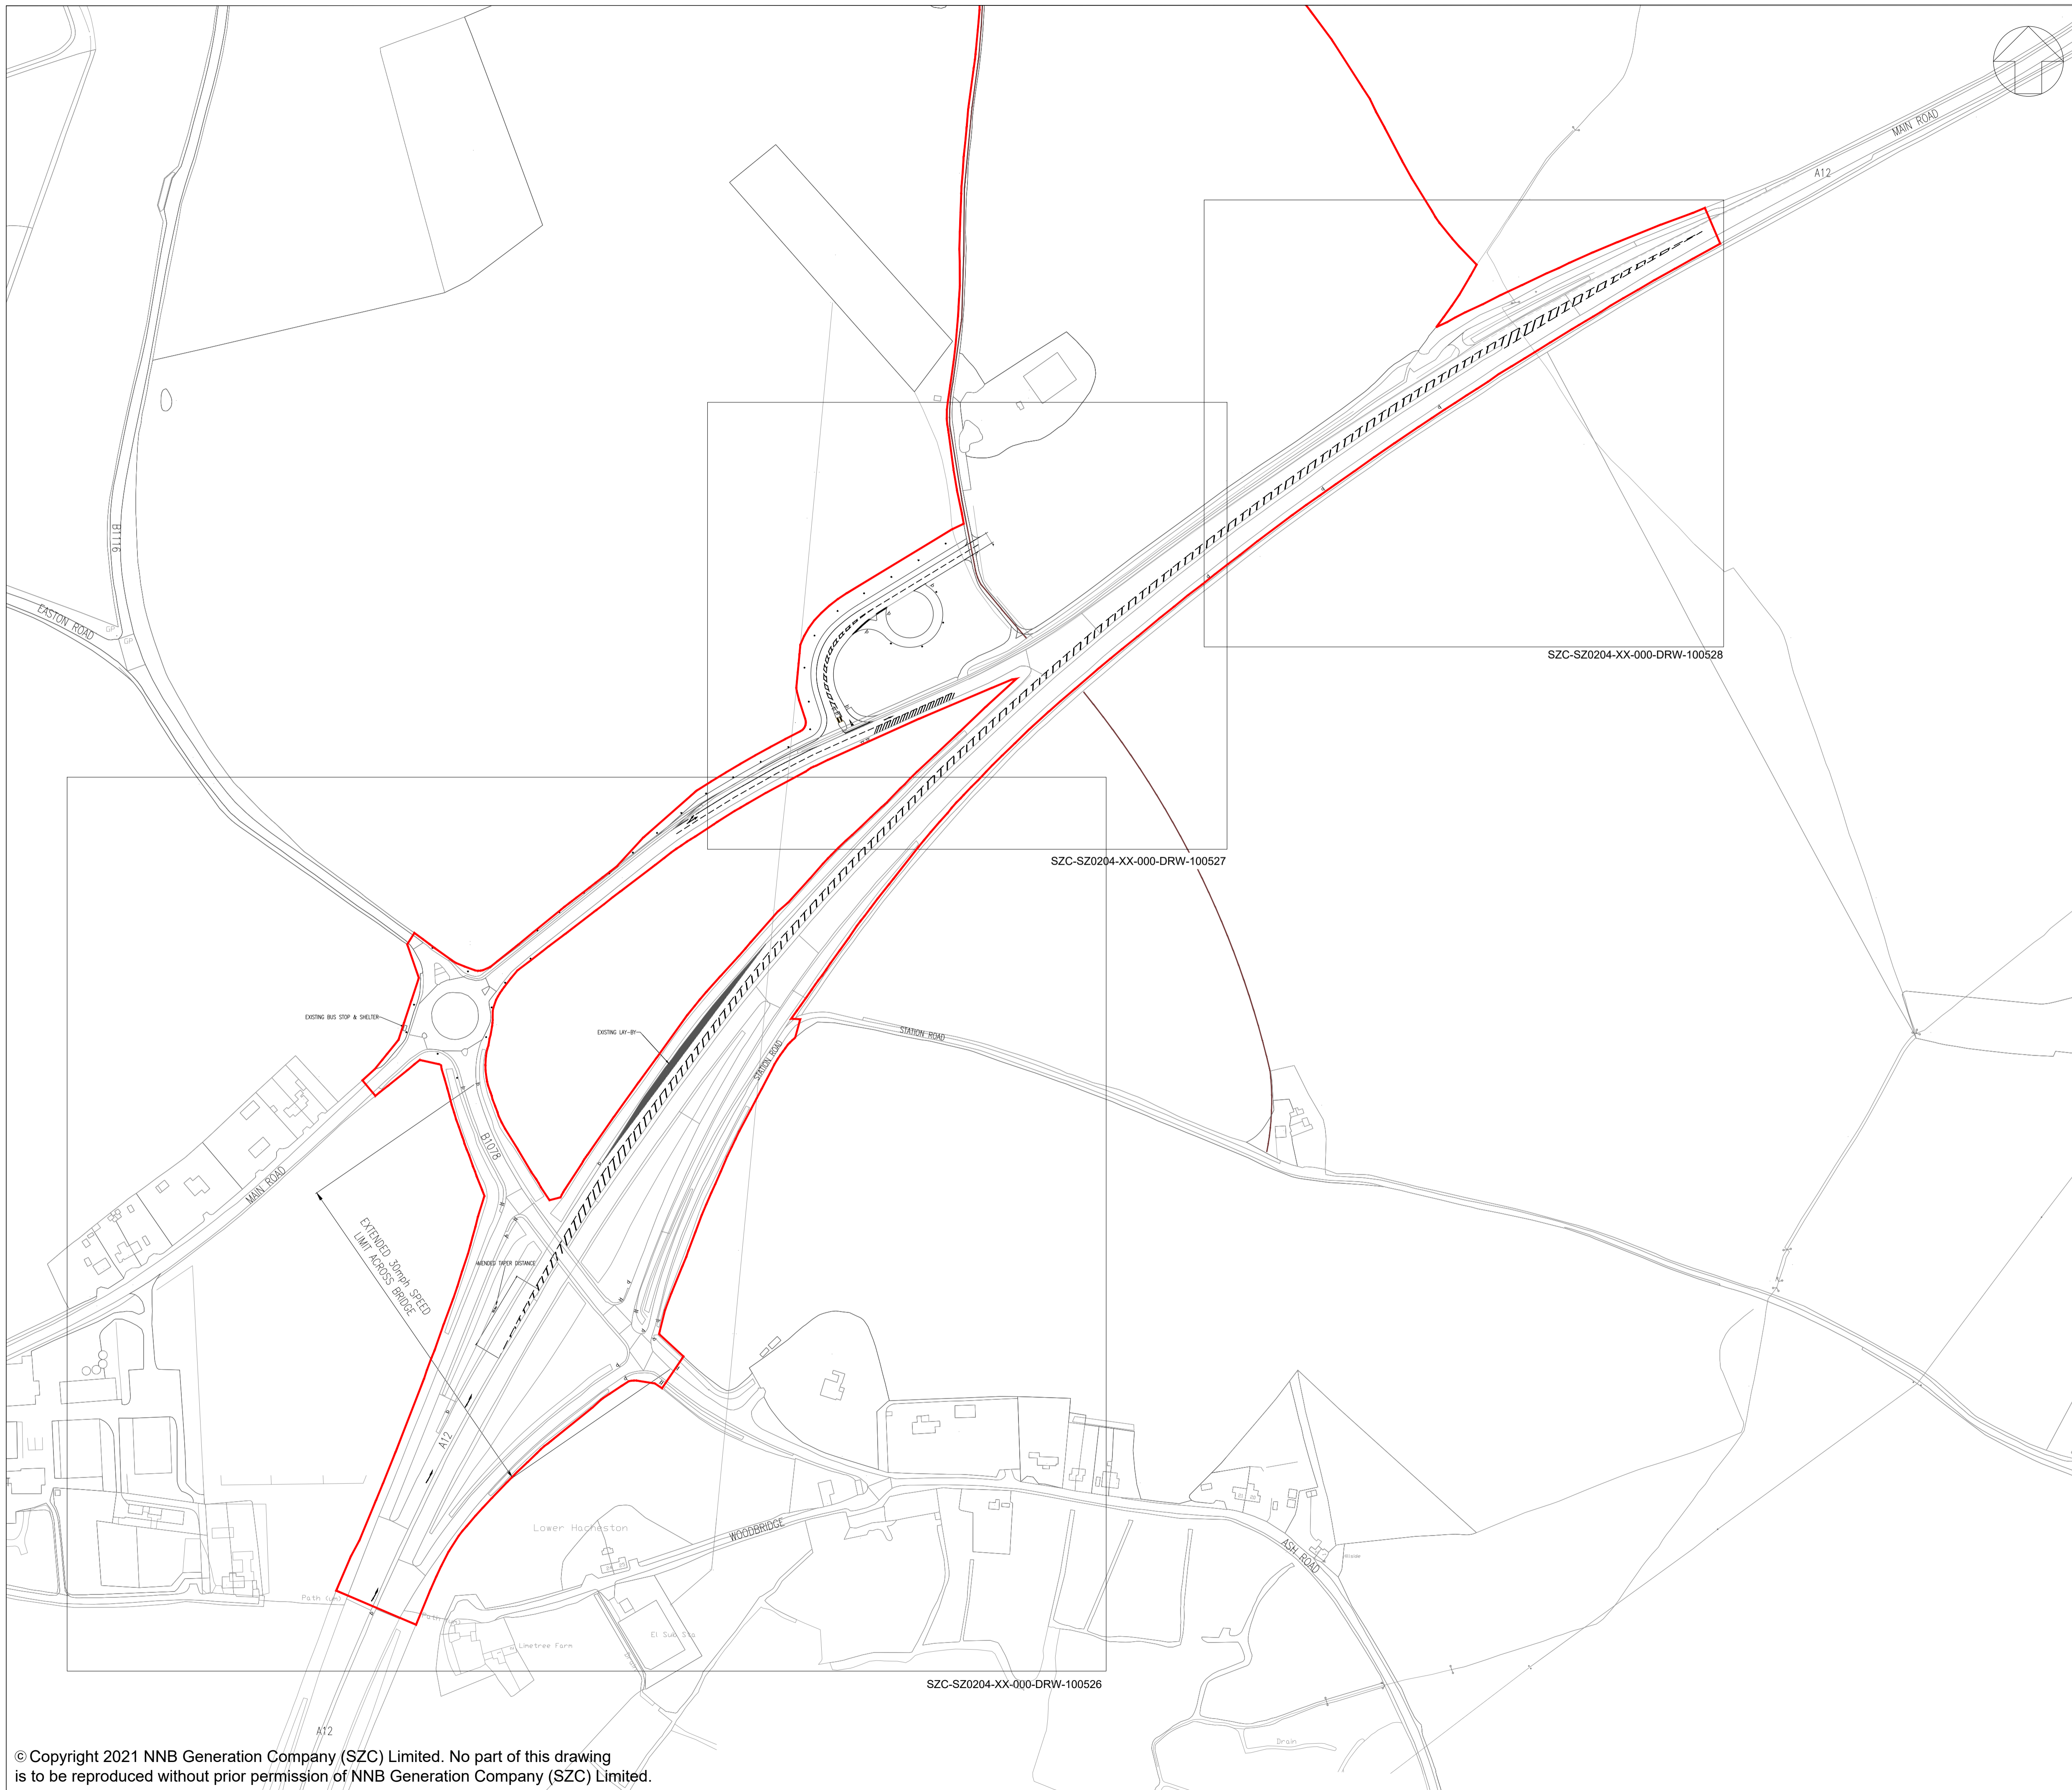 MAIN ROAD
A12
B1116
EASTON ROAD
GP
GP
SZC-SZ0204-XX-000-DRW-100528
SZC-SZ0204-XX-000-DRW-100527
EXISTING BUS STOP & SHELTER
EXISTING LAY-BY
STATION ROAD
STATION ROAD
B1078
MAIN ROAD
EXTENDED 30mph SPEED
LIMIT ACROSS BRIDGE
AMENDED TAPER DISTANCE
A12
Lower Hacheston
WOODBRIDGE
ASH ROAD
Path (um)
Path (um)
Limetree Farm
El Sub Sta
SZC-SZ0204-XX-000-DRW-100526
A12
Drain
© Copyright 2021 NNB Generation Company (SZC) Limited. No part of this drawing
is to be reproduced without prior permission of NNB Generation Company (SZC) Limited.